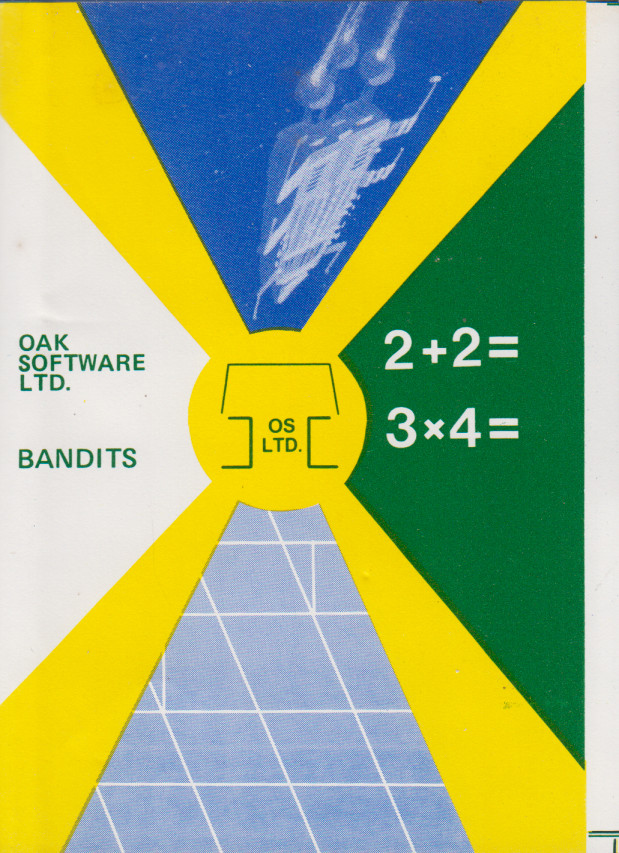 OAK
SOFTWARE
LTD.
BANDITS
OS
LTD.
2+2=
3×4=